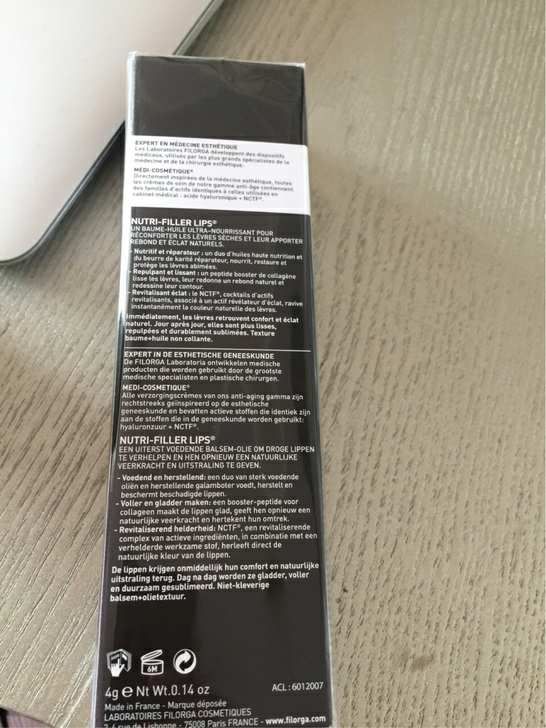 EXPERT EN MÉDECINE ESTHÉTIQUE
Les Laboratoires FILORGA développent des dispositifs
médicaux, utilisés par les plus grands spécialistes de la
médecine et de la chirurgie esthétique.
MÉDI-COSMÉTIQUE®
Directement inspirées de la médecine esthétique, toutes
les crèmes de soin de notre gamme anti-âge contiennent
des familles d'actifs identiques à celles utilisées en
cabinet médical : acide hyaluronique + NCTF®.
NUTRI-FILLER LIPS®
UN BAUME-HUILE ULTRA-NOURRISSANT POUR
RÉCONFORTER LES LÈVRES SÈCHES ET LEUR APPORTER
REBOND ET ÉCLAT NATURELS.
- Nutritif et réparateur : un duo d'huiles haute nutrition et
du beurre de karité réparateur, nourrit, restaure et
protège les lèvres abîmées.
- Repulpant et lissant : un peptide booster de collagène
lisse les lèvres, leur redonne un rebond naturel et
redessine leur contour.
- Revitalisant éclat : le NCTF®, cocktails d'actifs
revitalisants, associé à un actif révélateur d'éclat, ravive
instantanément la couleur naturelle des lèvres.
Immédiatement, les lèvres retrouvent confort et éclat
naturel. Jour après jour, elles sont plus lisses,
repulpées et durablement sublimées. Texture
baume+huile non collante.
EXPERT IN DE ESTHETISCHE GENEESKUNDE
De FILORGA Laboratoria ontwikkelen medische
producten die worden gebruikt door de grootste
medische specialisten en plastische chirurgen.
MEDI-COSMETIQUE®
Alle verzorgingscrèmes van ons anti-aging gamma zijn
rechtstreeks geïnspireerd op de esthetische
geneeskunde en bevatten actieve stoffen die identiek zijn
aan de stoffen die in de geneeskunde worden gebruikt:
hyaluronzuur + NCTF®.
NUTRI-FILLER LIPS®
EEN UITERST VOEDENDE BALSEM-OLIE OM DROGE LIPPEN
TE VERHELPEN EN HEN OPNIEUW EEN NATUURLIJKE
VEERKRACHT EN UITSTRALING TE GEVEN.
- Voedend en herstellend: een duo van sterk voedende
oliën en herstellende galamboter voedt, herstelt en
beschermt beschadigde lippen.
- Voller en gladder maken: een booster-peptide voor
collageen maakt de lippen glad, geeft hen opnieuw een
natuurlijke veerkracht en hertekent hun omtrek.
- Revitaliserend helderheid: NCTF®, een revitaliserende
complex van actieve ingrediënten, in combinatie met een
verhelderde werkzame stof, herleeft direct de
natuurlijke kleur van de lippen.
De lippen krijgen onmiddellijk hun comfort en natuurlijke
uitstraling terug. Dag na dag worden ze gladder, voller
en duurzaam gesublimeerd. Niet-kleverige
balsem+olietextuur.
6M
4g e Nt Wt.0.14 oz
ACL : 6012007
Made in France - Marque déposée
LABORATOIRES FILORGA COSMETIQUES
2-4 rue de Lisbonne - 75008 Paris FRANCE - www.filorga.com